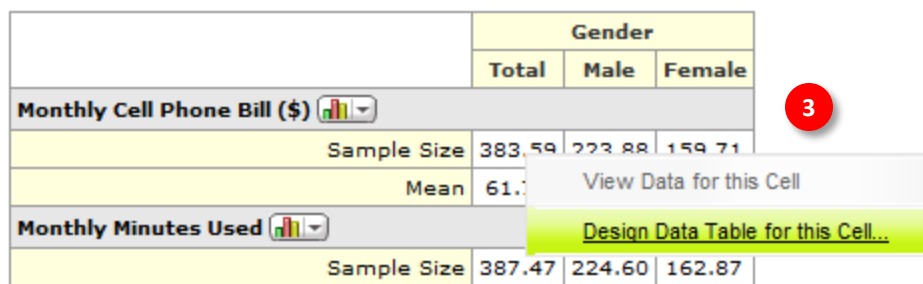 Gender
Total Male Female
Monthly Cell Phone Bill ($)
3
Sample Size 383.59 223.88 159.71
Mean 61.
View Data for this Cell
Monthly Minutes Used
Design Data Table for this Cell...
Sample Size 387.47 224.60 162.87